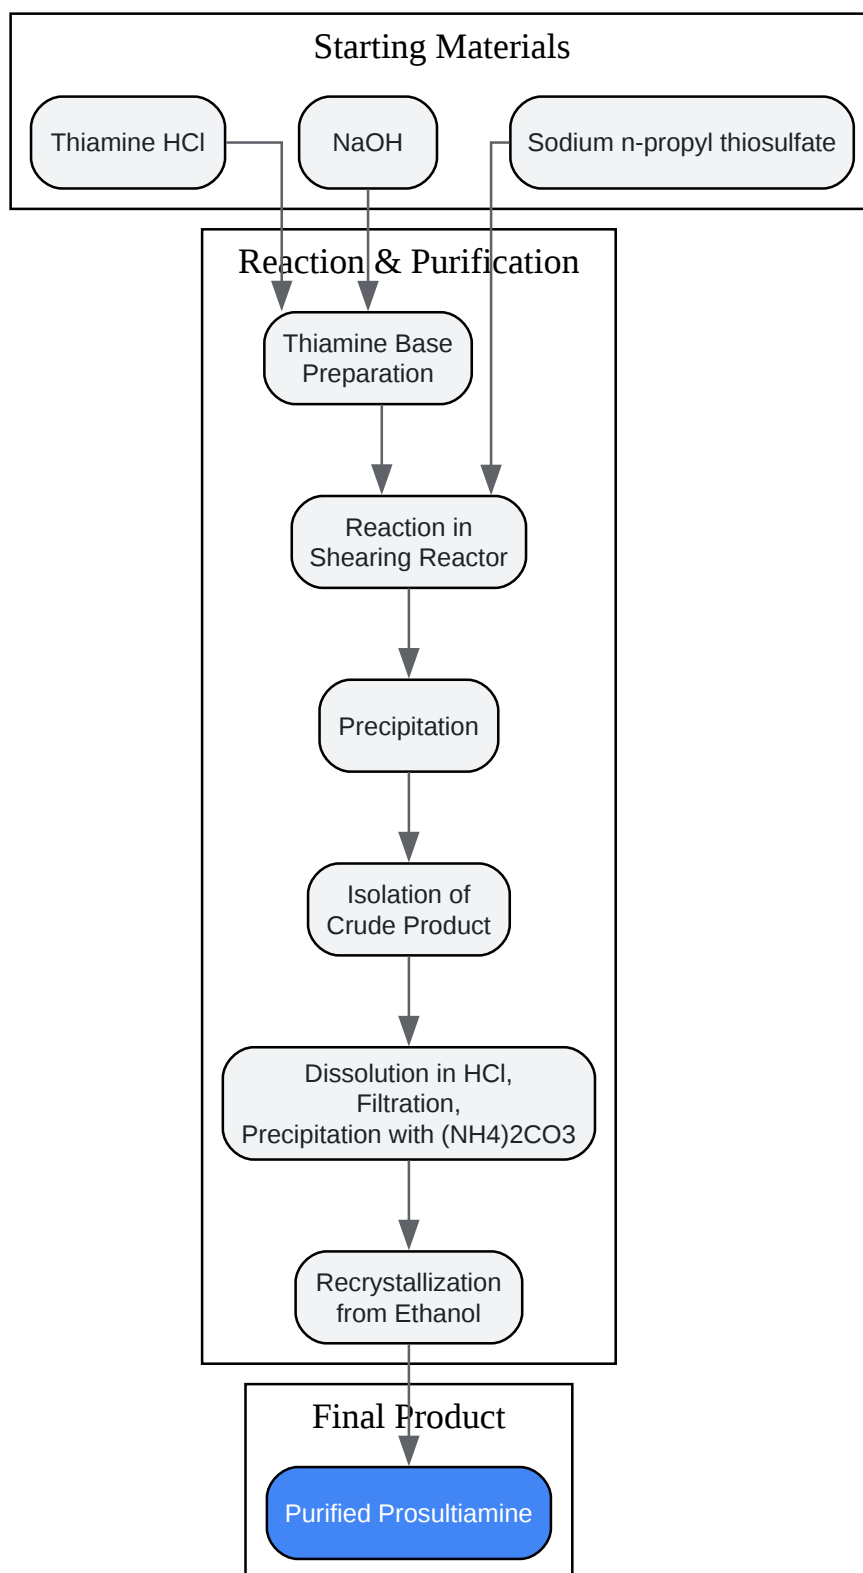 Starting Materials
Thiamine HCl
NaOH
Sodium n-propyl thiosulfate
Reaction & Purification
Thiamine Base
Preparation
Reaction in
Shearing Reactor
Precipitation
Isolation of
Crude Product
Dissolution in HCl,
Filtration,
Precipitation with (NH4)2CO3
Recrystallization
from Ethanol
Final Product
Purified Prosultiamine